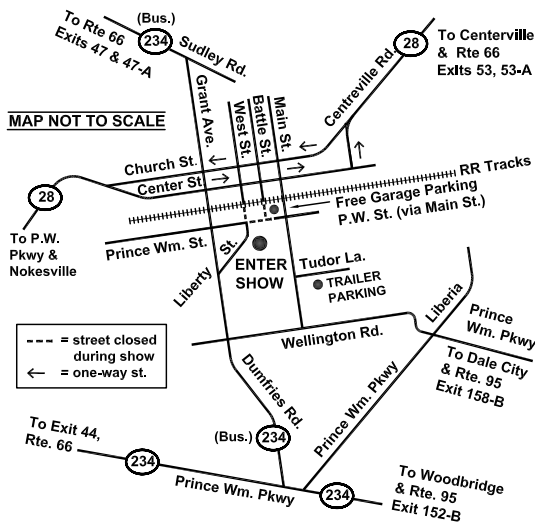 To Rte 66
Exits 47 & 47-A
(Bus.)
234
Sudley Rd.
28
To Centerville
& Rte 66
Exits 53, 53-A
Centreville Rd.
MAP NOT TO SCALE
Grant Ave.
West St.
Battle St.
Main St.
Church St.
Center St.
RR Tracks
Free Garage Parking
P.W. St. (via Main St.)
28
To P.W.
Pkwy &
Nokesville
Prince Wm. St.
Liberty St.
ENTER
SHOW
Tudor La.
TRAILER
PARKING
Liberia
Prince
Wm. Pkwy
Wellington Rd.
= street closed
during show
= one-way st.
To Dale City
& Rte. 95
Exit 158-B
Dumfries Rd.
Prince Wm. Pkwy
(Bus.)
234
To Exit 44,
Rte. 66
234
Prince Wm. Pkwy
234
To Woodbridge
& Rte. 95
Exit 152-B